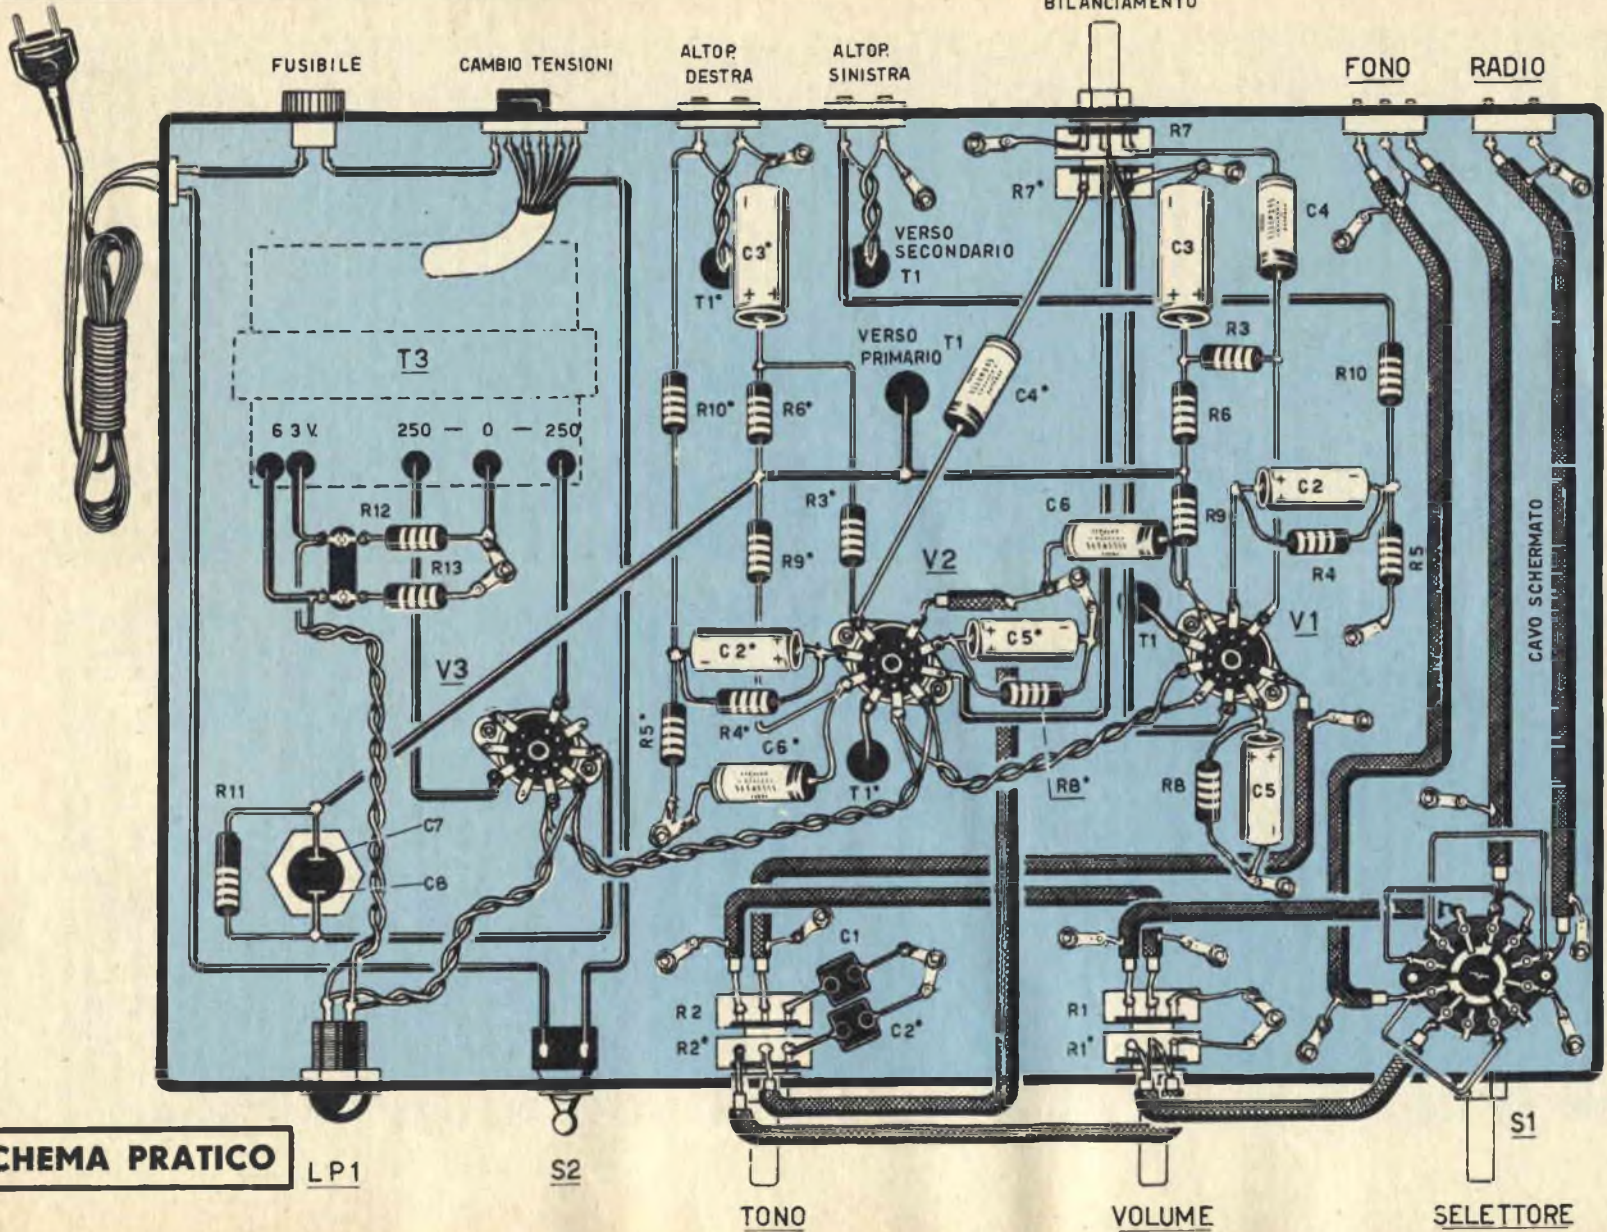 BILANCIAMENTO
FUSIBILE
CAMBIO TENSIONI
ALTOP.
DESTRA
ALTOP.
SINISTRA
FONO
RADIO
R7
R7*
C4
C3*
C3
VERSO
SECONDARIO
T1
T1*
VERSO
PRIMARIO
T1
R3
T3
R10
R10*
R6*
C4*
R6
6 3 V.
250 — 0 — 250
R12
R3*
C6
R9
C2
R13
R9*
V2
R4
R5
C2*
C5*
T1
V1
CAVO SCHERMATO
V3
R4*
R5*
C6*
T1*
R8*
R8
C5
R11
C7
C8
C1
R2
R2*
C2*
R1
R1*
S1
CHEMA PRATICO
LP1
S2
TONO
VOLUME
SELETTORE